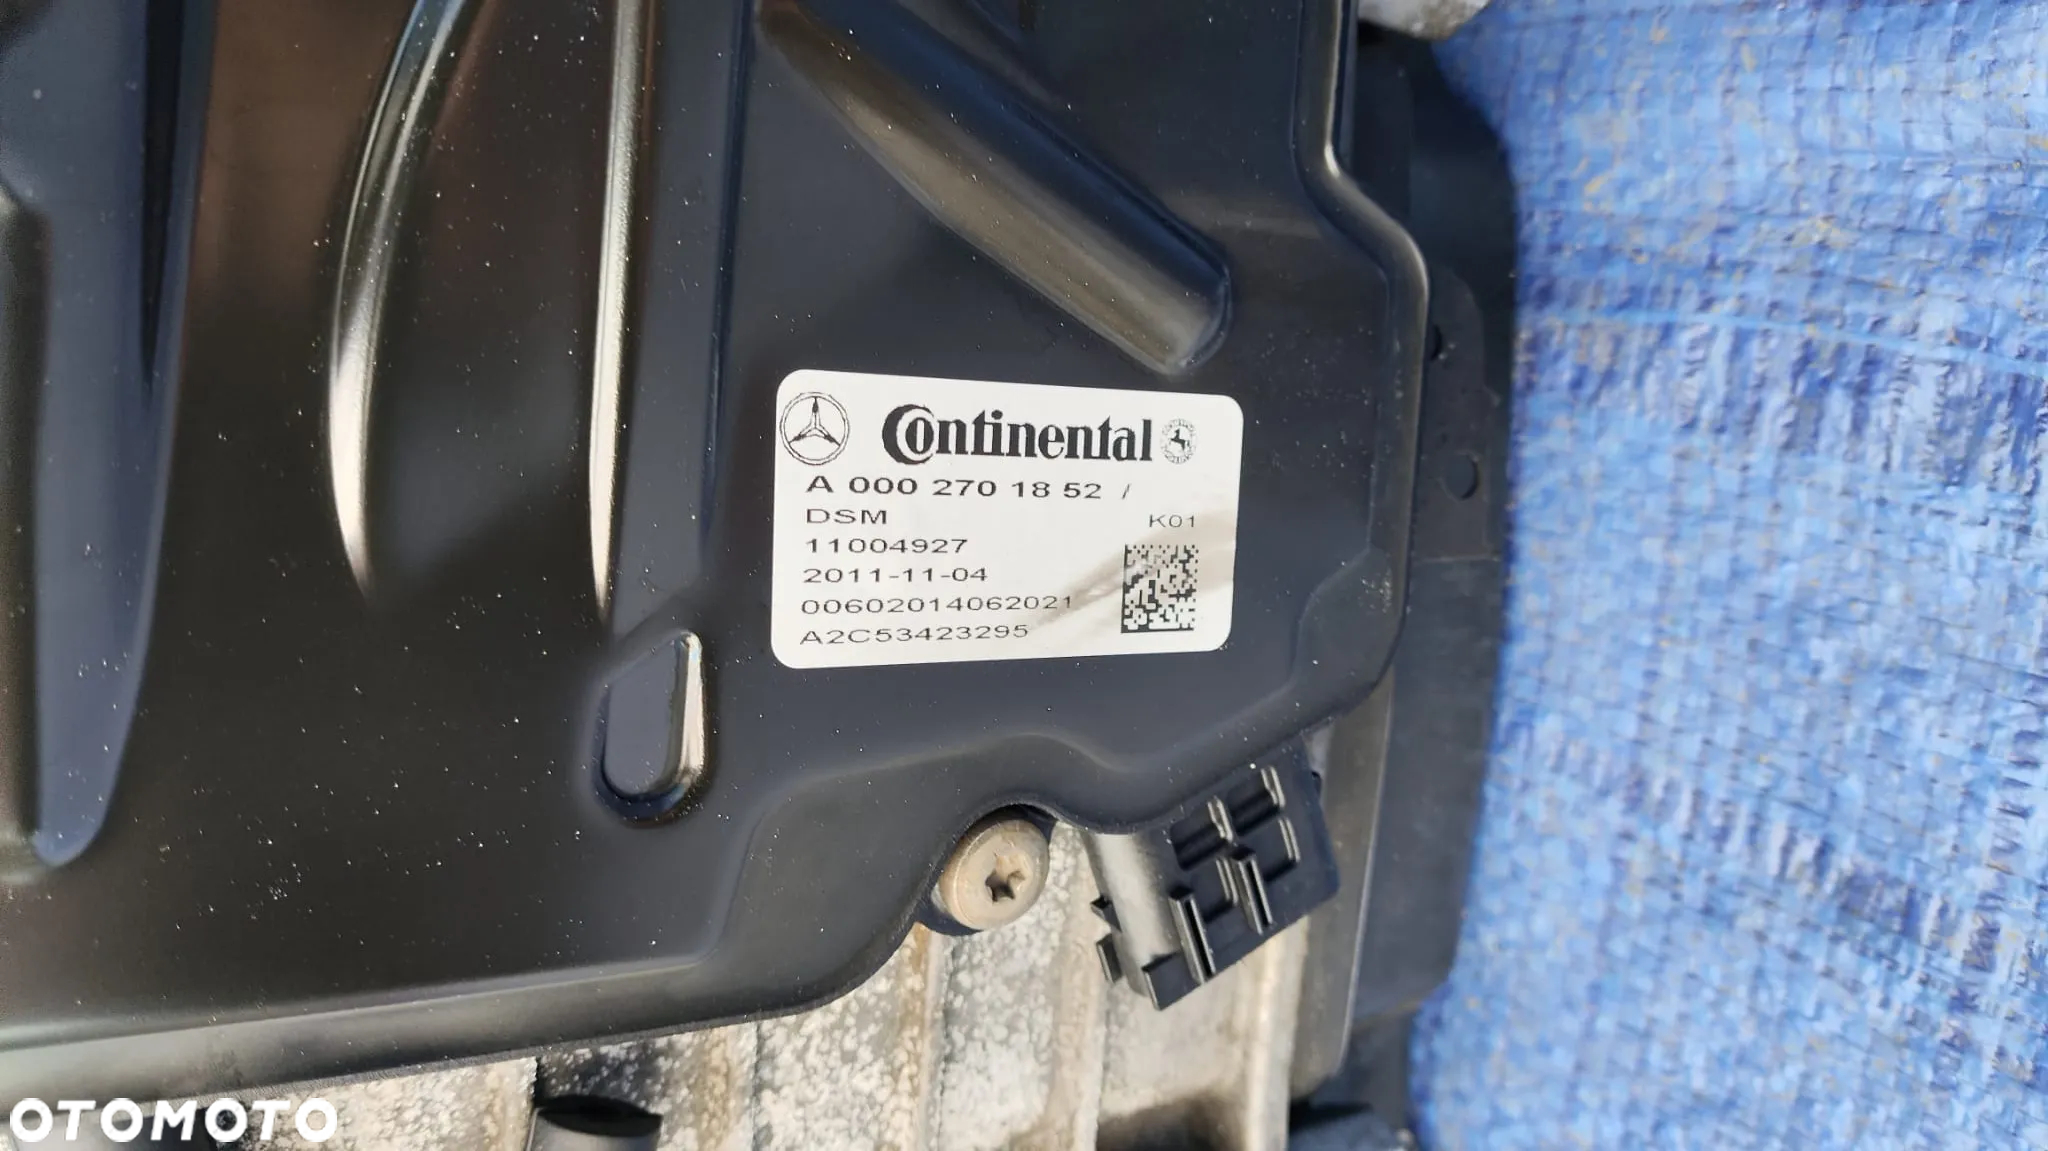 Continental
A 000 270 18 52 /
DSM K01
11004927
2011-11-04
00602014062021
A2C53423295
OTOMOTO